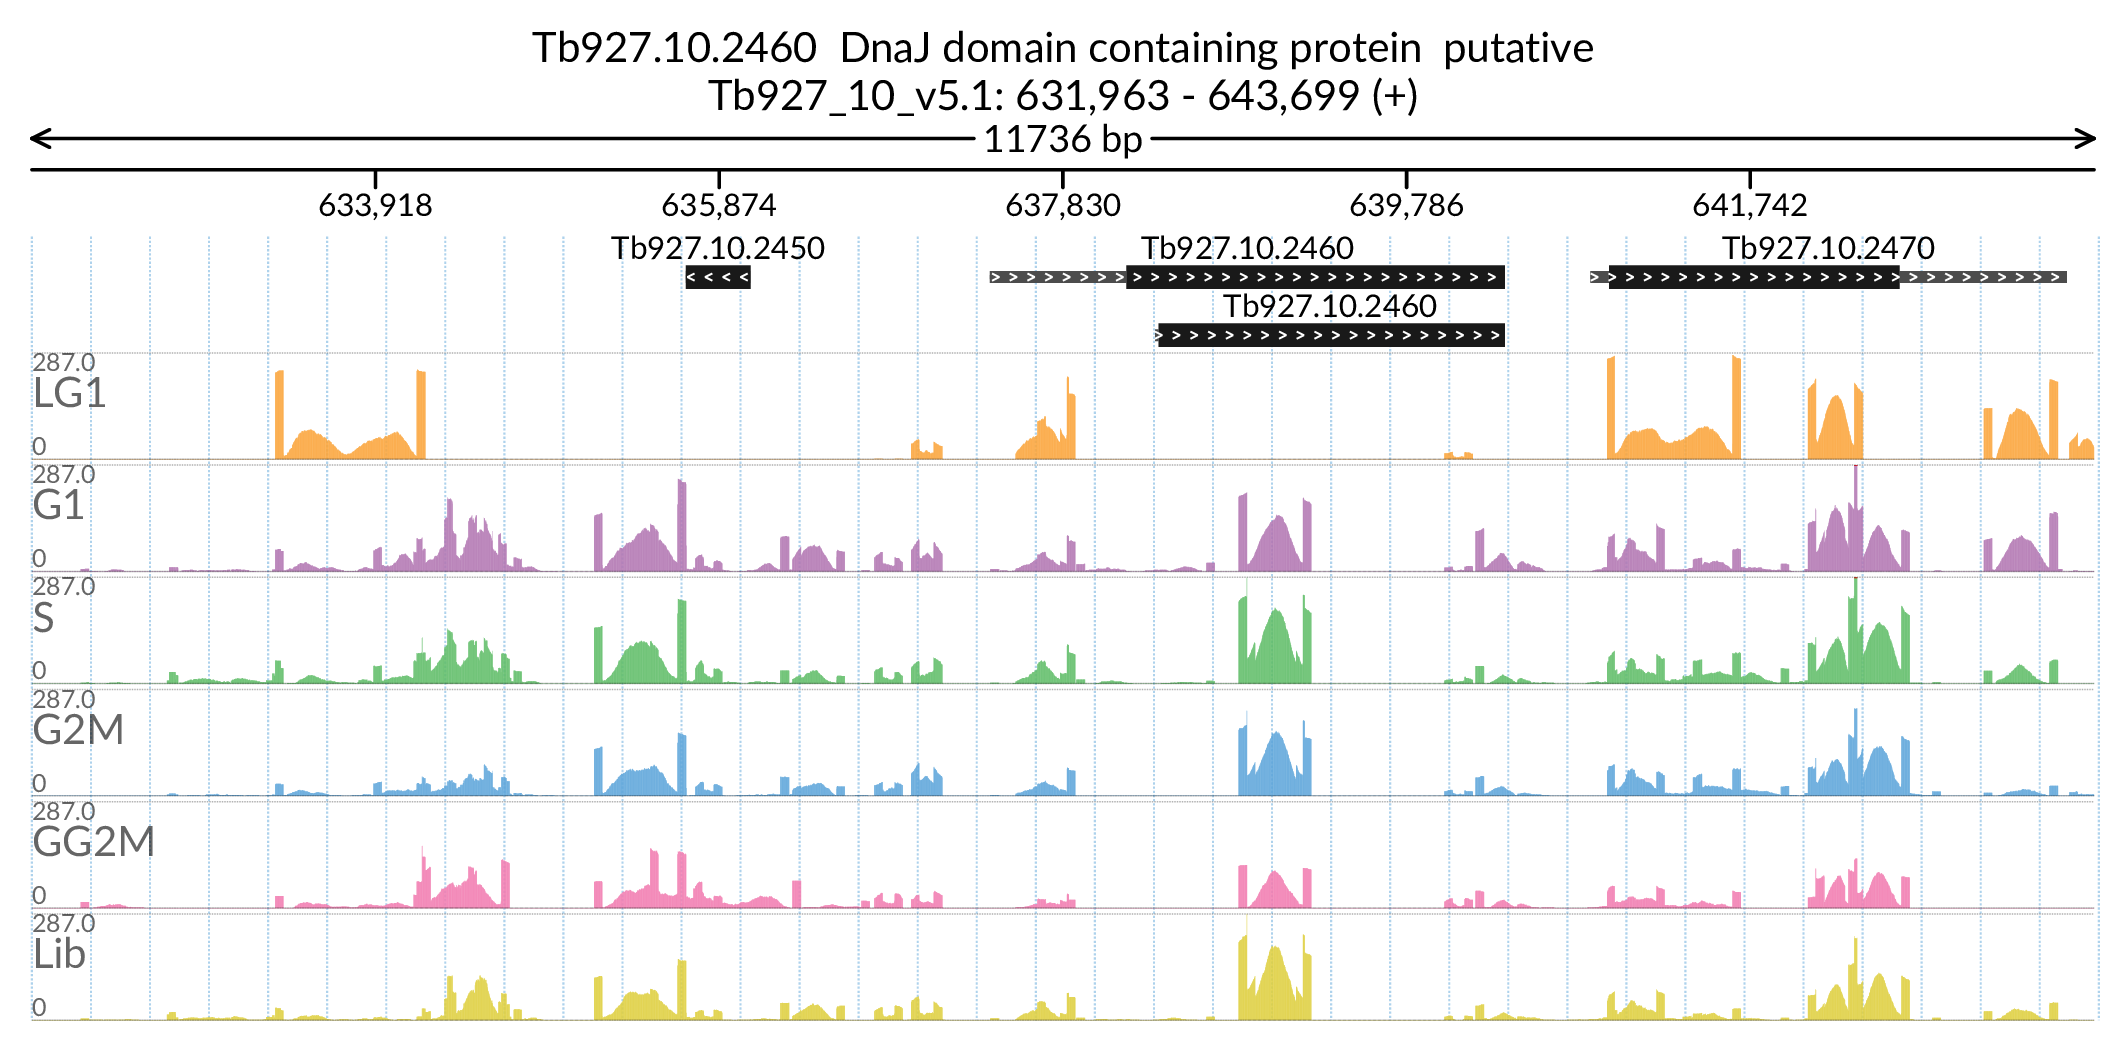 Tb927.10.2460  DnaJ domain containing protein  putative
Tb927_10_v5.1: 631,963 - 643,699 (+)
11736 bp
633,918 635,874 637,830 639,786 641,742
Tb927.10.2450 Tb927.10.2460 Tb927.10.2470
Tb927.10.2460
287.0
LG1
0
287.0
G1
0
287.0
S
0
287.0
G2M
0
287.0
GG2M
0
287.0
Lib
0